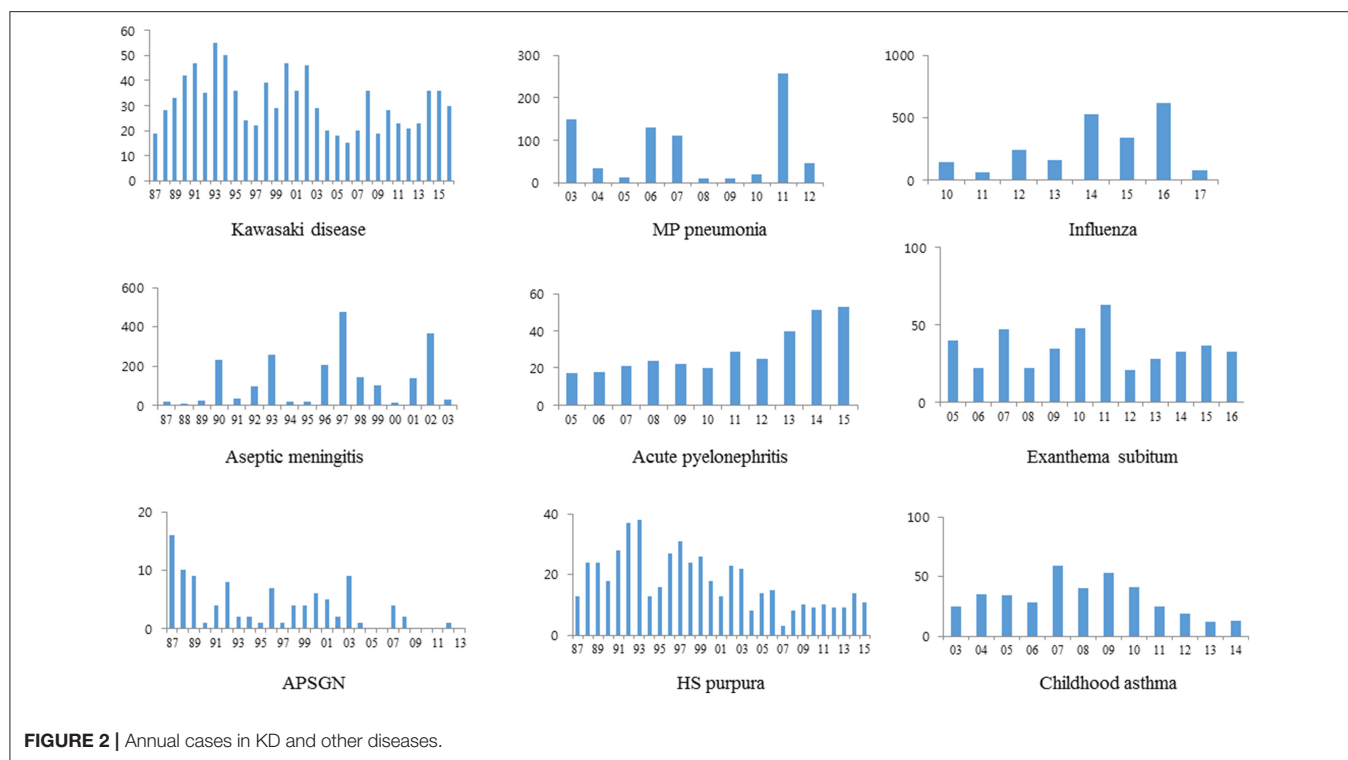 60
50
40
30
20
10
0
87 89 91 93 95 97 99 01 03 05 07 09 11 13 15
Kawasaki disease
300
200
100
0
03 04 05 06 07 08 09 10 11 12
MP pneumonia
1000
500
0
10 11 12 13 14 15 16 17
Influenza
600
400
200
0
87 88 89 90 91 92 93 94 95 96 97 98 99 00 01 02 03
Aseptic meningitis
60
40
20
0
05 06 07 08 09 10 11 12 13 14 15
Acute pyelonephritis
100
50
0
05 06 07 08 09 10 11 12 13 14 15 16
Exanthema subitum
20
10
0
87 89 91 93 95 97 99 01 03 05 07 09 11 13
APSGN
40
20
0
87 89 91 93 95 97 99 01 03 05 07 09 11 13 15
HS purpura
100
50
0
03 04 05 06 07 08 09 10 11 12 13 14
Childhood asthma
FIGURE 2 | Annual cases in KD and other diseases.